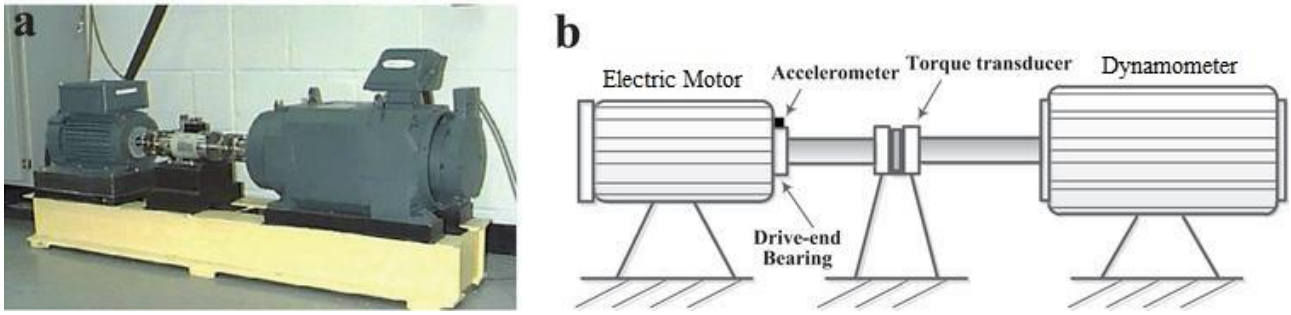 a
b
Electric Motor
Accelerometer
Torque transducer
Dynamometer
Drive-end
Bearing